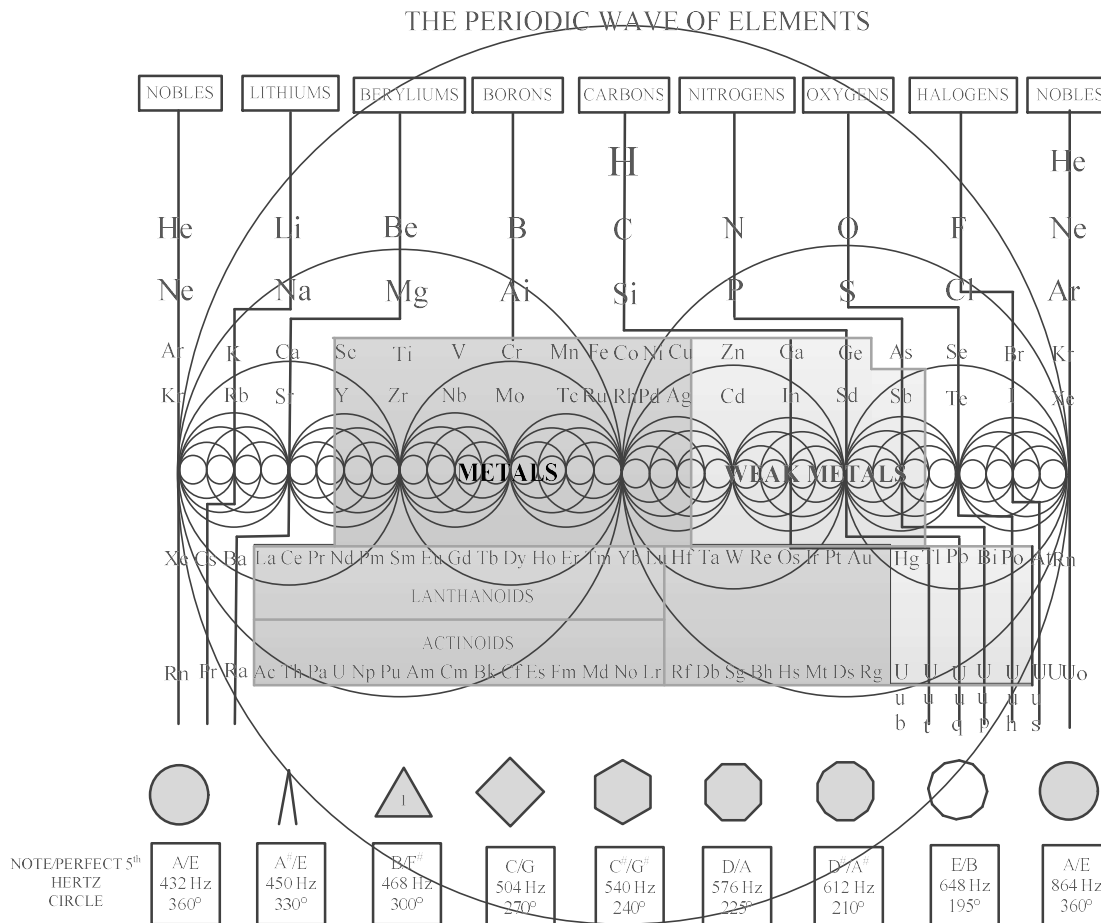 THE PERIODIC WAVE OF ELEMENTS
NOBLES LITHIUMS BERYLIUMS BORONS CARBONS NITROGENS OXYGENS HALOGENS NOBLES
H He
He Li Be B C N O F Ne
Ne Na Mg Ai Si P S Cl Ar
Ar K Ca Sc Ti V Cr Mn Fe Co Ni Cu Zn Ga Ge As Se Br Kr
Kr Rb Sr Y Zr Nb Mo Tc Ru Rh Pd Ag Cd In Sd Sb Te I Xe
METALS WEAK METALS
Xe Cs Ba La Ce Pr Nd Pm Sm Eu Gd Tb Dy Ho Er Tm Yb Lu Hf Ta W Re Os Ir Pt Au Hg Tl Pb Bi Po At Rn
LANTHANOIDS
ACTINOIDS
Rn Fr Ra Ac Th Pa U Np Pu Am Cm Bk Cf Es Fm Md No Lr Rf Db Sg Bh Hs Mt Ds Rg Uub Uut Uuq Uup Uuh Uus Uuo
1
NOTE/PERFECT 5th A/E A#/E B/F# C/G C#/G# D/A D#/A# E/B A/E
HERTZ 432 Hz 450 Hz 468 Hz 504 Hz 540 Hz 576 Hz 612 Hz 648 Hz 864 Hz
CIRCLE 360° 330° 300° 270° 240° 225° 210° 195° 360°